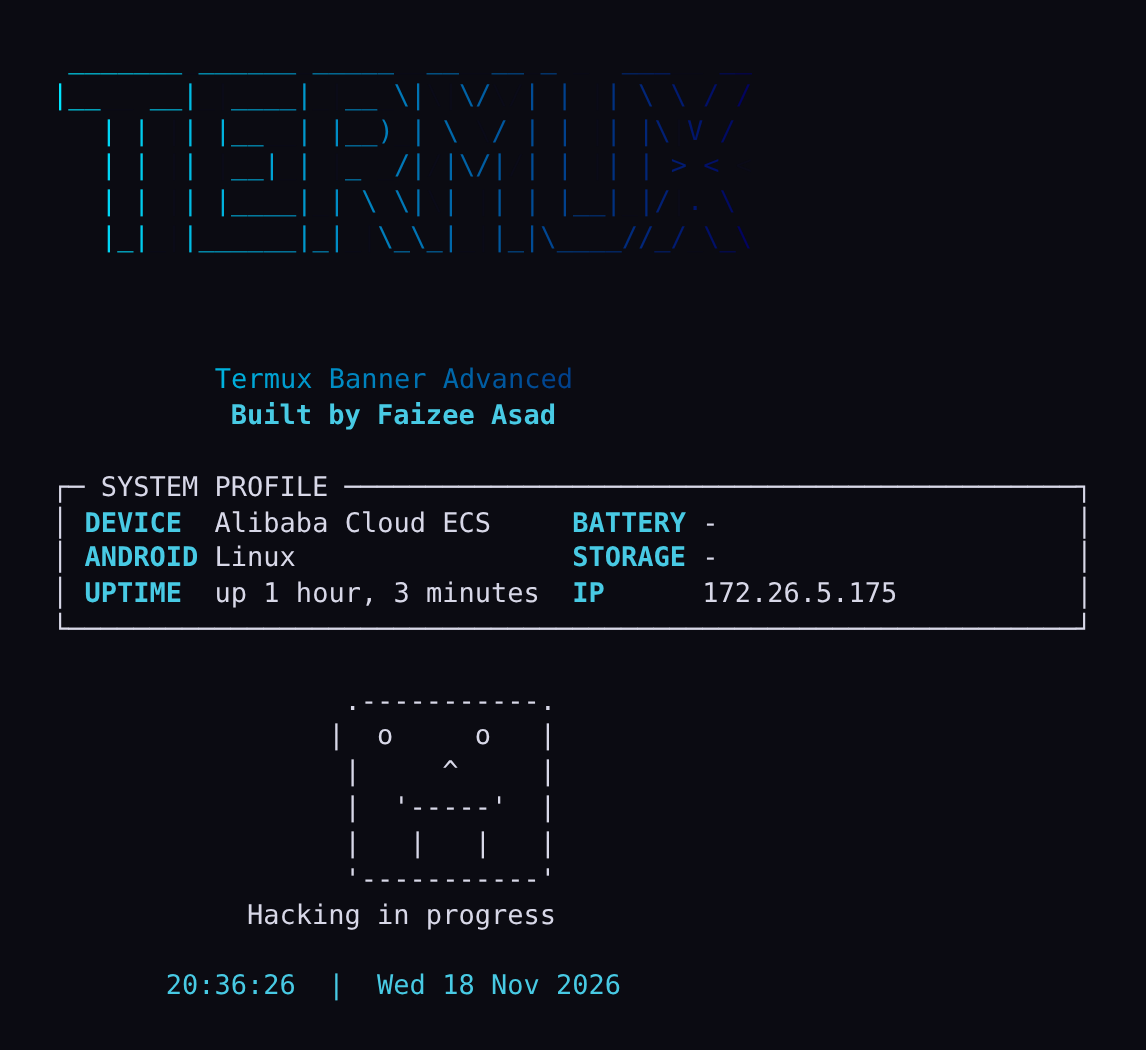 TERMUX
Termux Banner Advanced
Built by Faizee Asad
SYSTEM PROFILE
DEVICE Alibaba Cloud ECS BATTERY -
ANDROID Linux STORAGE -
UPTIME up 1 hour, 3 minutes IP 172.26.5.175
Hacking in progress
20:36:26 | Wed 18 Nov 2026